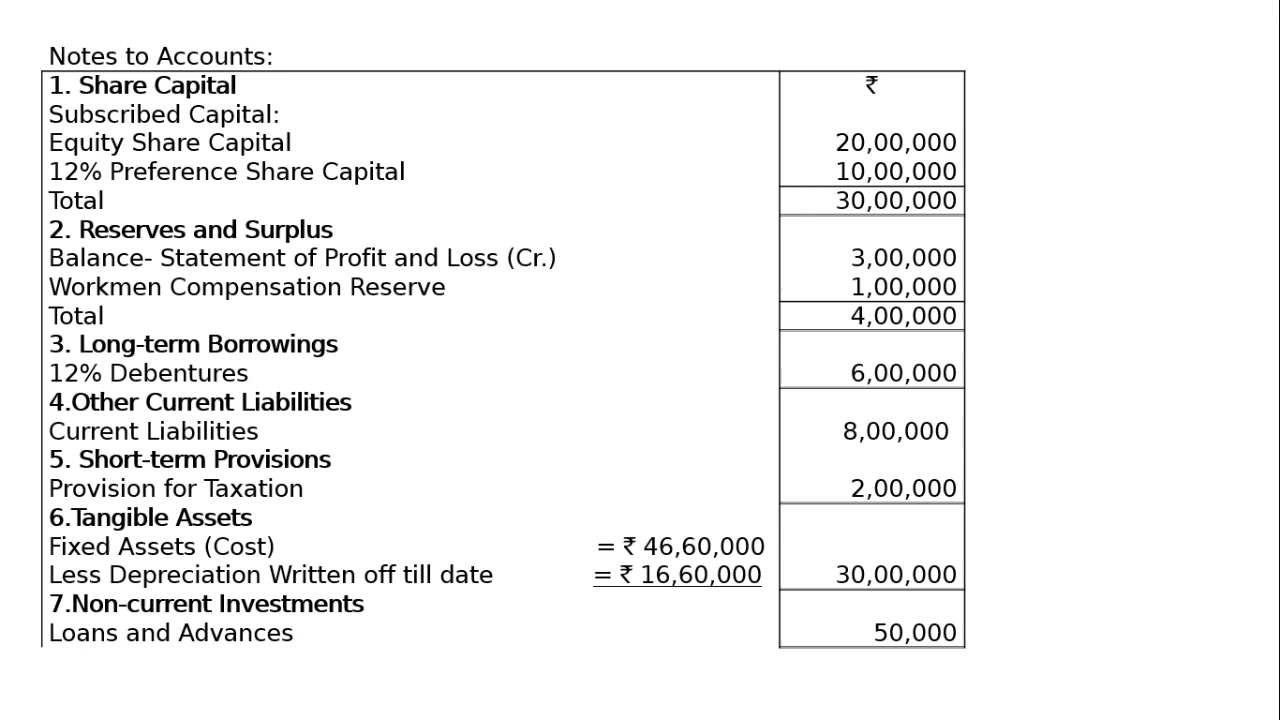 Notes to Accounts:
1. Share Capital ₹
Subscribed Capital:
Equity Share Capital 20,00,000
12% Preference Share Capital 10,00,000
Total 30,00,000
2. Reserves and Surplus
Balance- Statement of Profit and Loss (Cr.) 3,00,000
Workmen Compensation Reserve 1,00,000
Total 4,00,000
3. Long-term Borrowings
12% Debentures 6,00,000
4.Other Current Liabilities
Current Liabilities 8,00,000
5. Short-term Provisions
Provision for Taxation 2,00,000
6.Tangible Assets
Fixed Assets (Cost) = ₹ 46,60,000
Less Depreciation Written off till date = ₹ 16,60,000 30,00,000
7.Non-current Investments
Loans and Advances 50,000